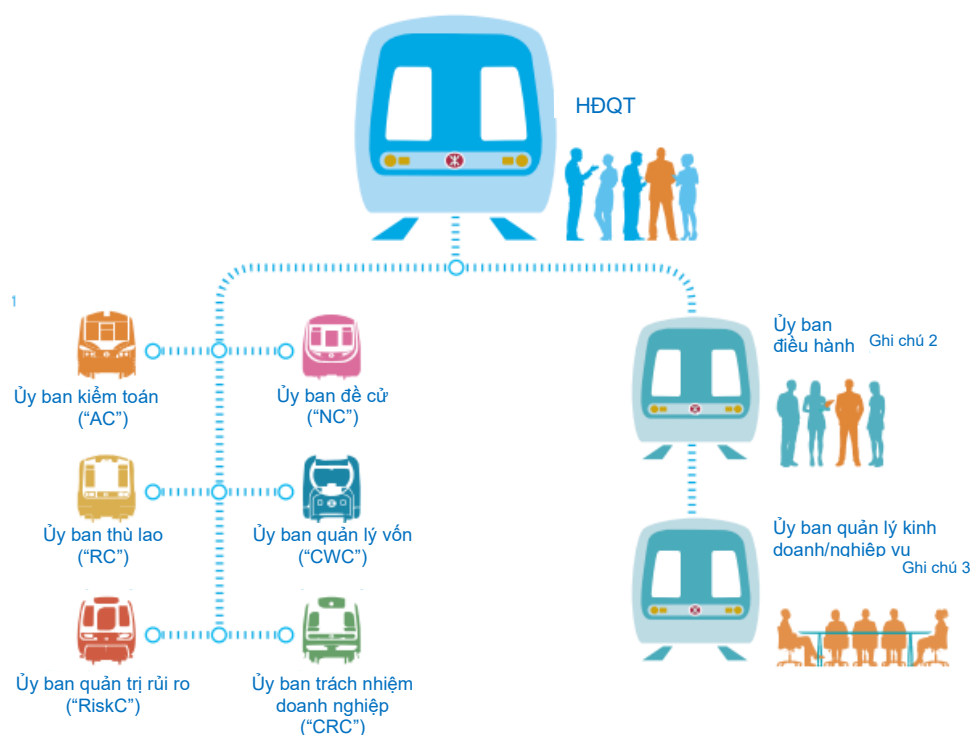 HĐQT
1
Ủy ban kiểm toán
(“AC”)
Ủy ban đề cử
(“NC”)
Ủy ban thù lao
(“RC”)
Ủy ban quản lý vốn
(“CWC”)
Ủy ban quản trị rủi ro
(“RiskC”)
Ủy ban trách nhiệm
doanh nghiệp
(“CRC”)
Ủy ban
điều hành
Ghi chú 2
Ủy ban quản lý kinh
doanh/nghiệp vụ
Ghi chú 3